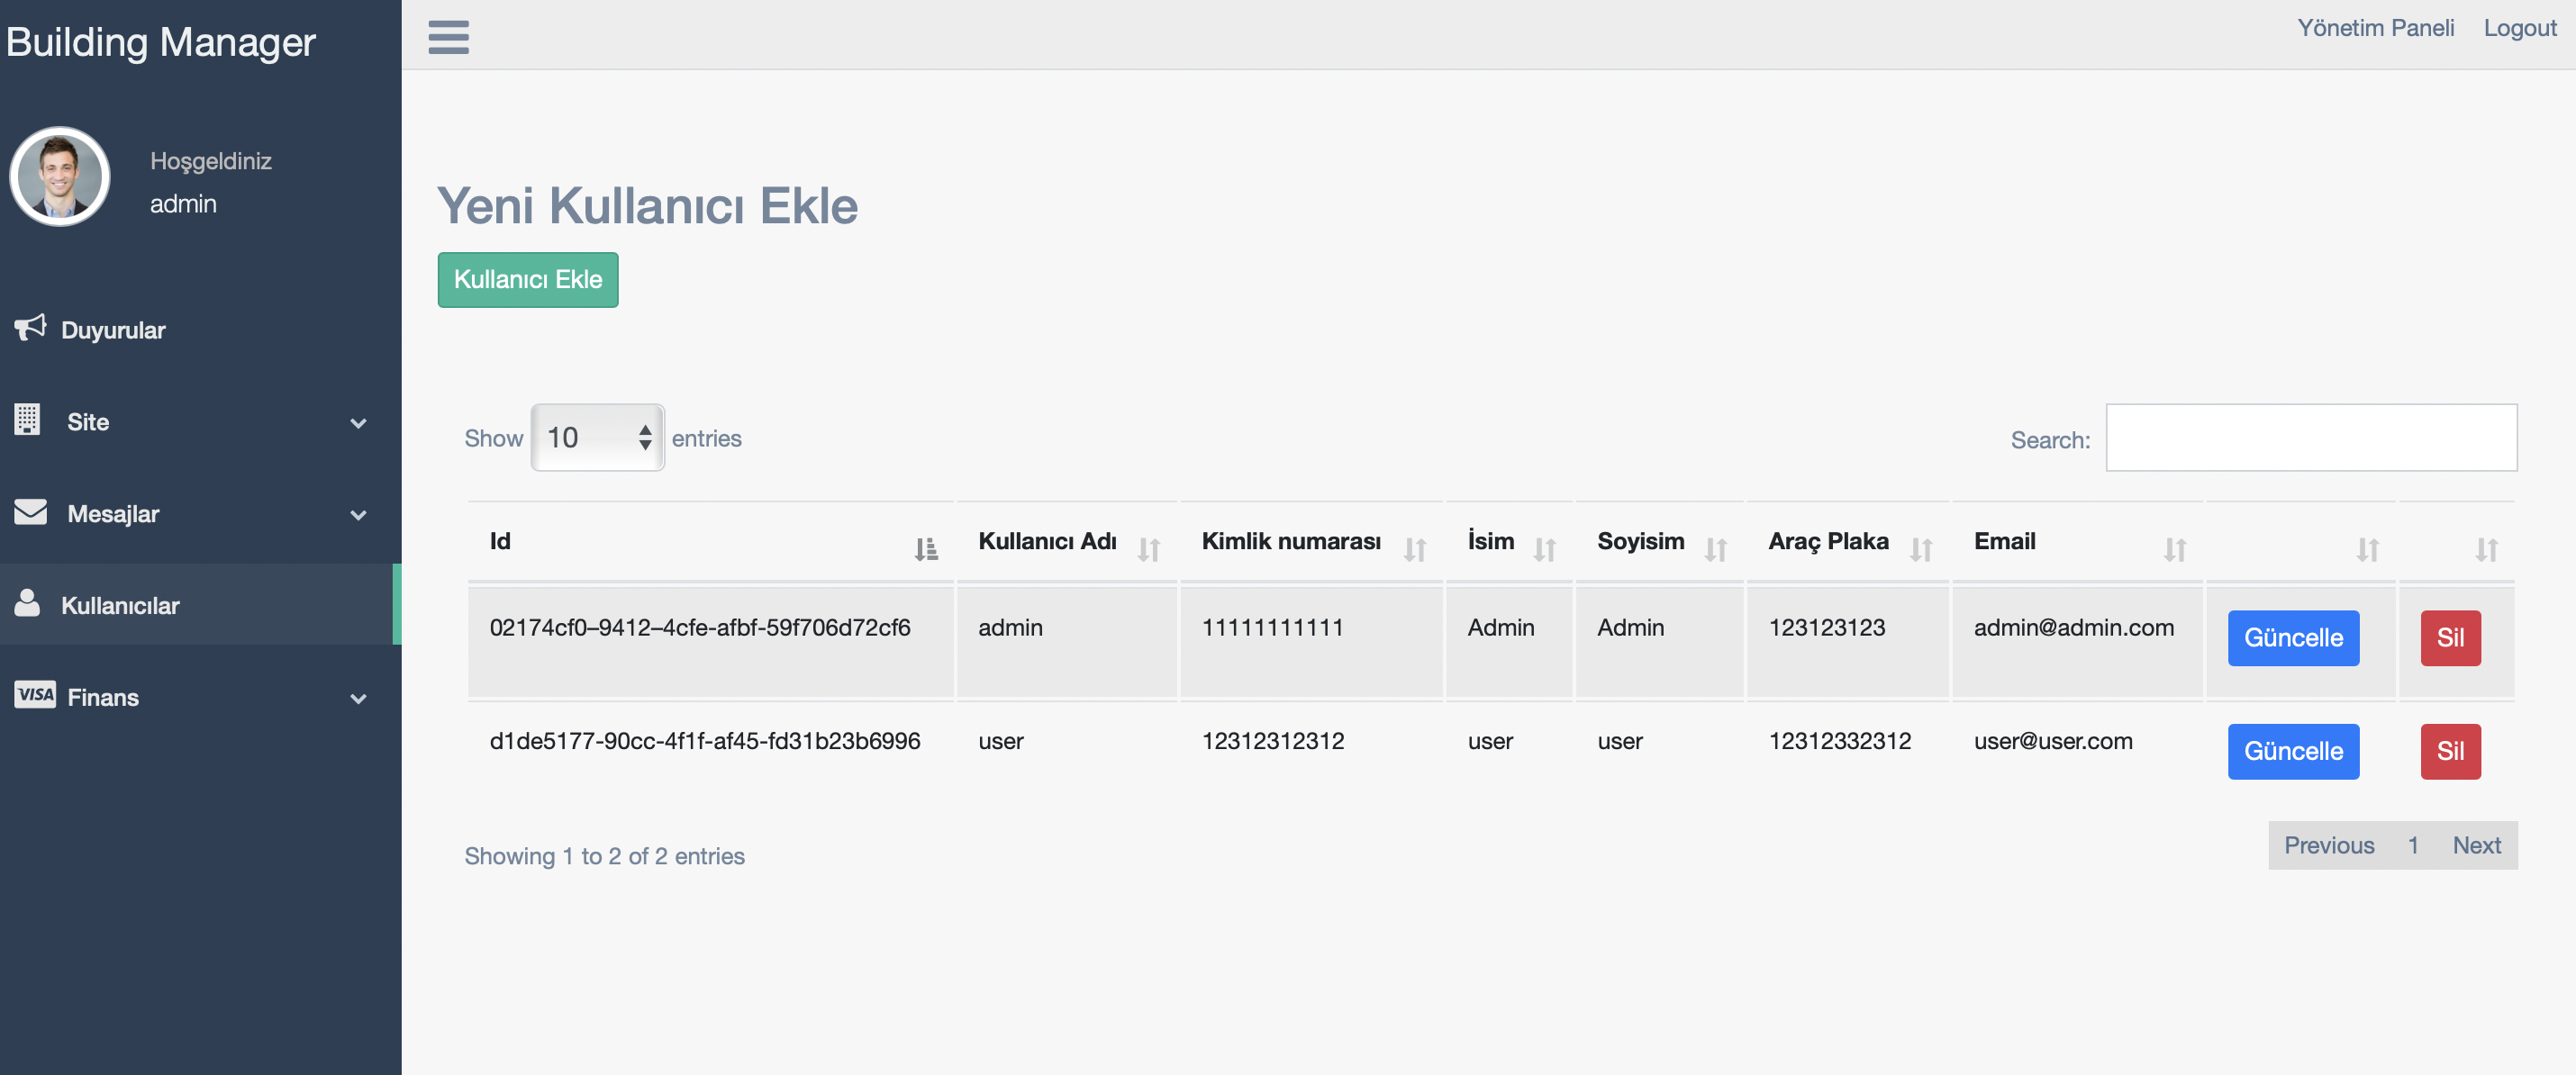 Building Manager
Yönetim Paneli Logout
Hoşgeldiniz
admin
Duyurular
Site
Mesajlar
Kullanıcılar
VISA Finans
Yeni Kullanıcı Ekle
Kullanıcı Ekle
Show 10 entries
Search:
Id Kullanıcı Adı Kimlik numarası İsim Soyisim Araç Plaka Email
02174cf0–9412–4cfe-afbf-59f706d72cf6 admin 11111111111 Admin Admin 123123123 admin@admin.com Güncelle Sil
d1de5177-90cc-4f1f-af45-fd31b23b6996 user 12312312312 user user 12312332312 user@user.com Güncelle Sil
Showing 1 to 2 of 2 entries
Previous 1 Next